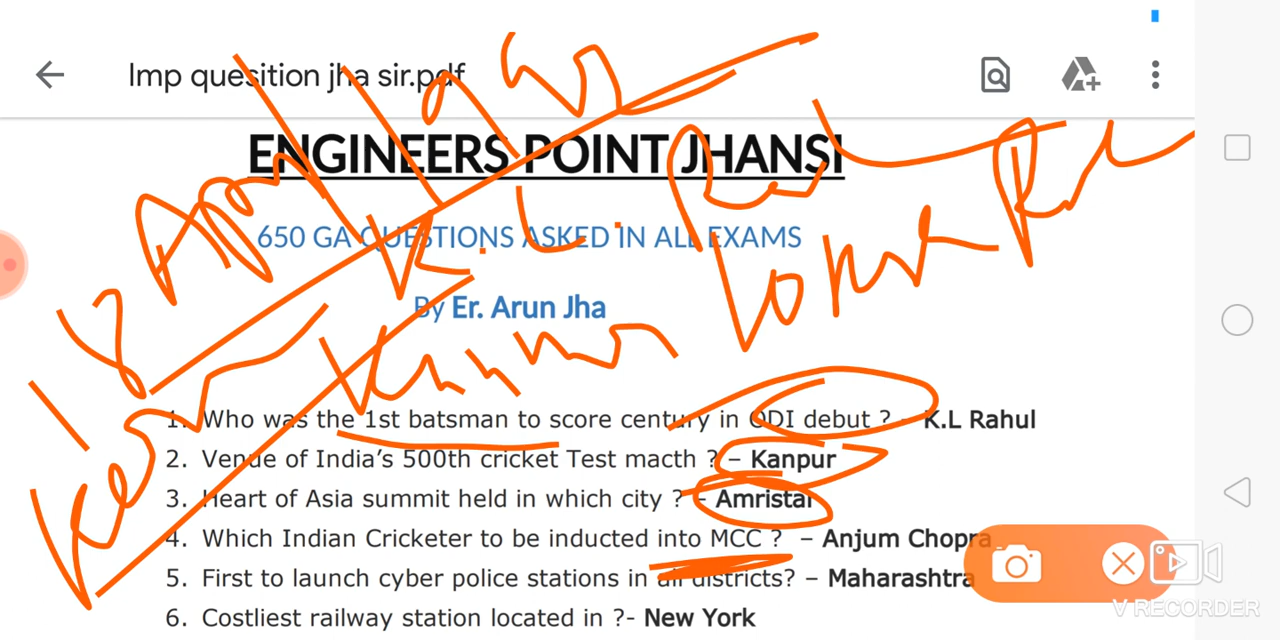 Imp quesition jha sir.pdf
ENGINEERS POINT JHANSI
650 GA QUESTIONS ASKED IN ALL EXAMS
By Er. Arun Jha
18
K.L Rahul
1. Who was the 1st batsman to score century in ODI debut ? – K.L Rahul
2. Venue of India’s 500th cricket Test macth ? – Kanpur
3. Heart of Asia summit held in which city ? – Amristar
4. Which Indian Cricketer to be inducted into MCC ? – Anjum Chopra
5. First to launch cyber police stations in all districts? – Maharashtra
6. Costliest railway station located in ?- New York
V RECORDER